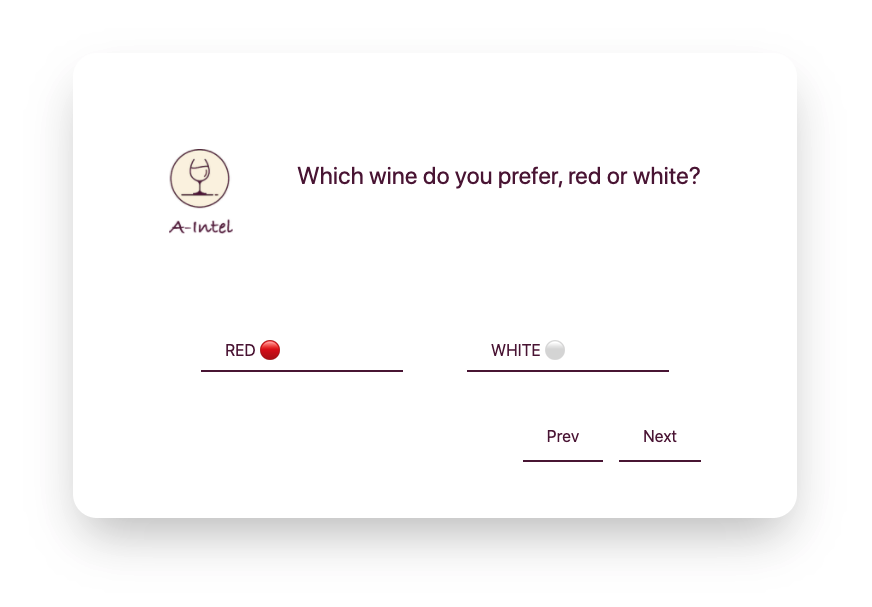 Which wine do you prefer, red or white?
A-Intel
RED 🔴
WHITE ⚪
Prev
Next